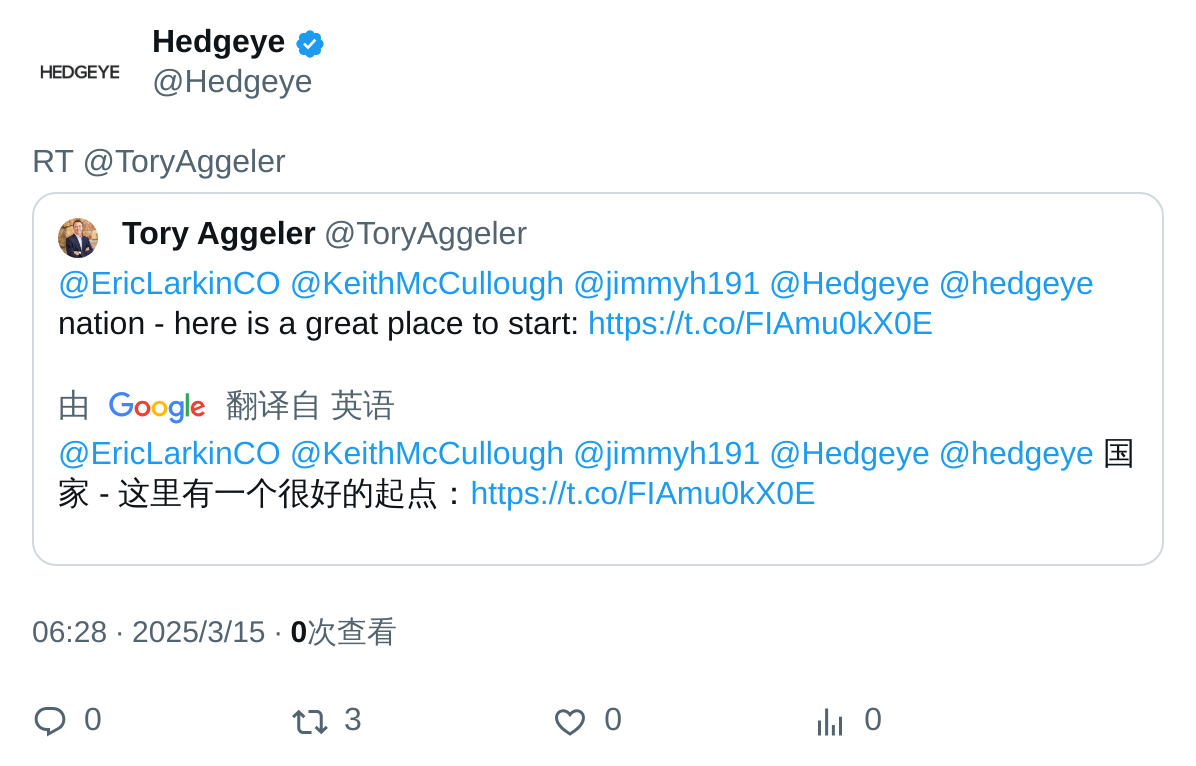 HEDGEYE
Hedgeye
@Hedgeye
RT @ToryAggeler
Tory Aggeler @ToryAggeler
@EricLarkinCO @KeithMcCullough @jimmyh191 @Hedgeye @hedgeye
nation - here is a great place to start: https://t.co/FIAmu0kX0E
由 Google 翻译自 英语
@EricLarkinCO @KeithMcCullough @jimmyh191 @Hedgeye @hedgeye 国
家 - 这里有一个很好的起点：https://t.co/FIAmu0kX0E
06:28 · 2025/3/15 · 0次查看
0 3 0 0